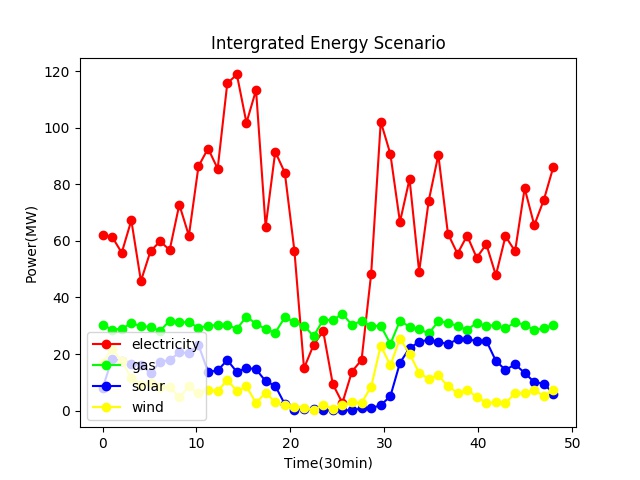 Intergrated Energy Scenario
Power(MW)
120
100
80
60
40
20
0
electricity
gas
solar
wind
0 10 20 30 40 50
Time(30min)